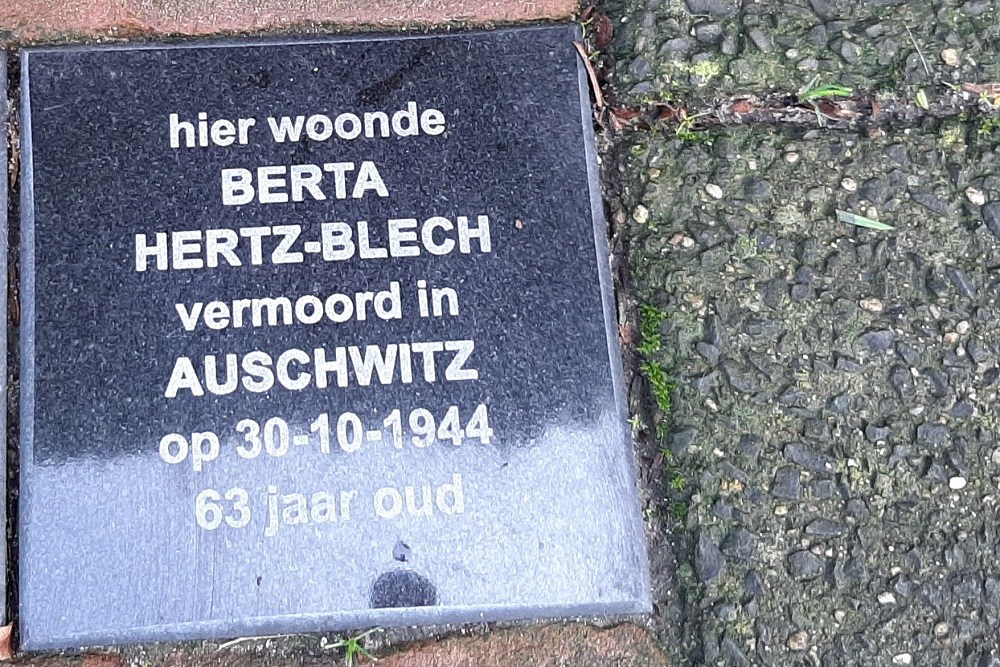 hier woonde
BERTA
HERTZ-BLECH
vermoord in
AUSCHWITZ
op 30-10-1944
63 jaar oud